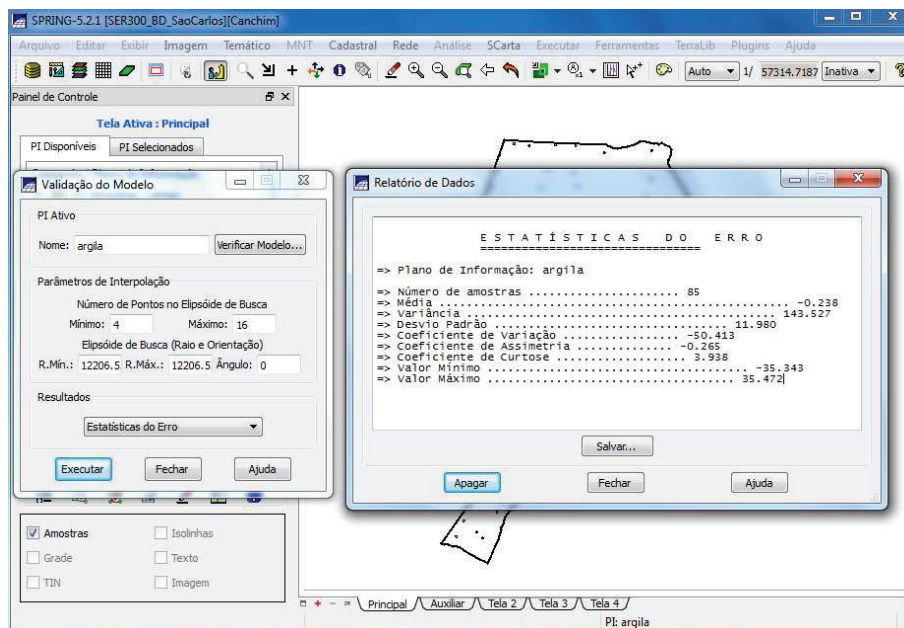 SPRING-5.2.1 [SER300_BD_SaoCarlos][Canchim]
Arquivo Editar Exibir Imagem Temático MNT Cadastral Rede Análise SCarta Executar Ferramentas TerraLib Plugins Ajuda
Auto 1/ 57314.7187 Inativa
Painel de Controle
Tela Ativa : Principal
PI Disponíveis PI Selecionados
Validação do Modelo
PI Ativo
Nome: argila Verificar Modelo...
Parâmetros de Interpolação
Número de Pontos no Elipsóide de Busca
Mínimo: 4 Máximo: 16
Elipsóide de Busca (Raio e Orientação)
R.Mín.: 12206.5 R.Máx.: 12206.5 Ângulo: 0
Resultados
Estatísticas do Erro
Executar Fechar Ajuda
Relatório de Dados
E S T A T Í S T I C A S D O E R R O
==================================
=> Plano de Informação: argila
=> Número de amostras ....................... 85
=> Média ...................................................... -0.238
=> Variância ................................................ 143.527
=> Desvio Padrão ..................................... 11.980
=> Coeficiente de Variação ................ -50.413
=> Coeficiente de Assimetria ............. -0.265
=> Coeficiente de Curtose .................. 3.938
=> Valor Mínimo ........................................ -35.343
=> Valor Máximo ...................................... 35.472
Salvar...
Apagar Fechar Ajuda
Amostras Isolinhas
Grade Texto
TIN Imagem
Principal Auxiliar Tela 2 Tela 3 Tela 4
PI: argila